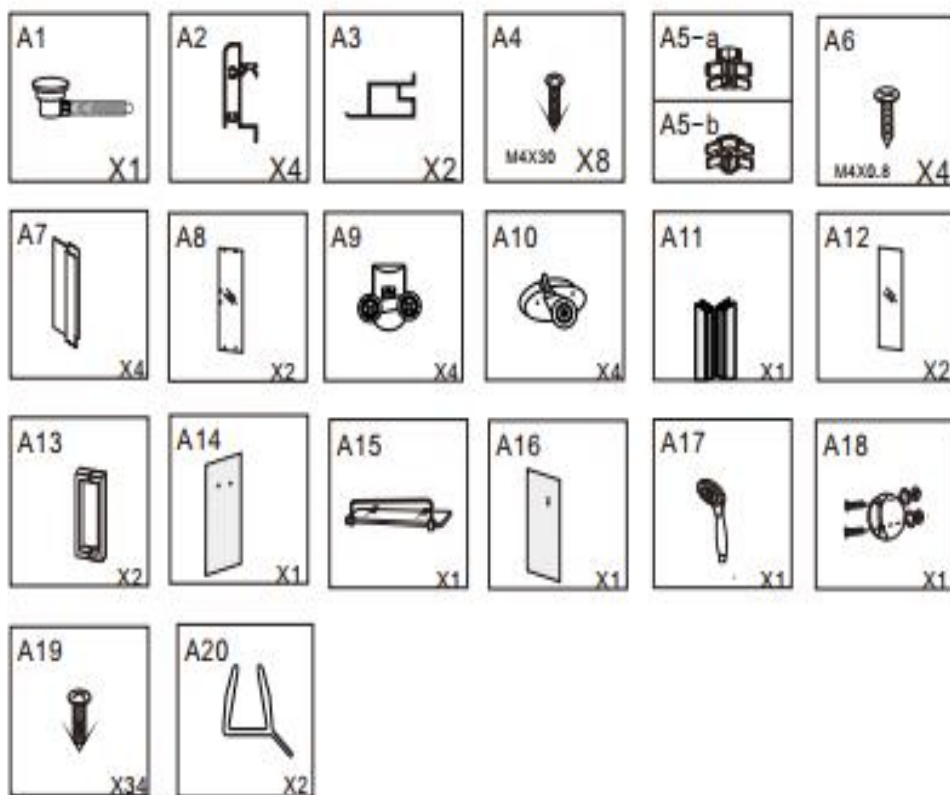 A1
X1
A2
X4
A3
X2
A4
M4X30 X8
A5-a
A5-b
A6
M4X0.8 X4
A7
X4
A8
X2
A9
X4
A10
X4
A11
X1
A12
X2
A13
X2
A14
X1
A15
X1
A16
X1
A17
X1
A18
X1
A19
X34
A20
X2